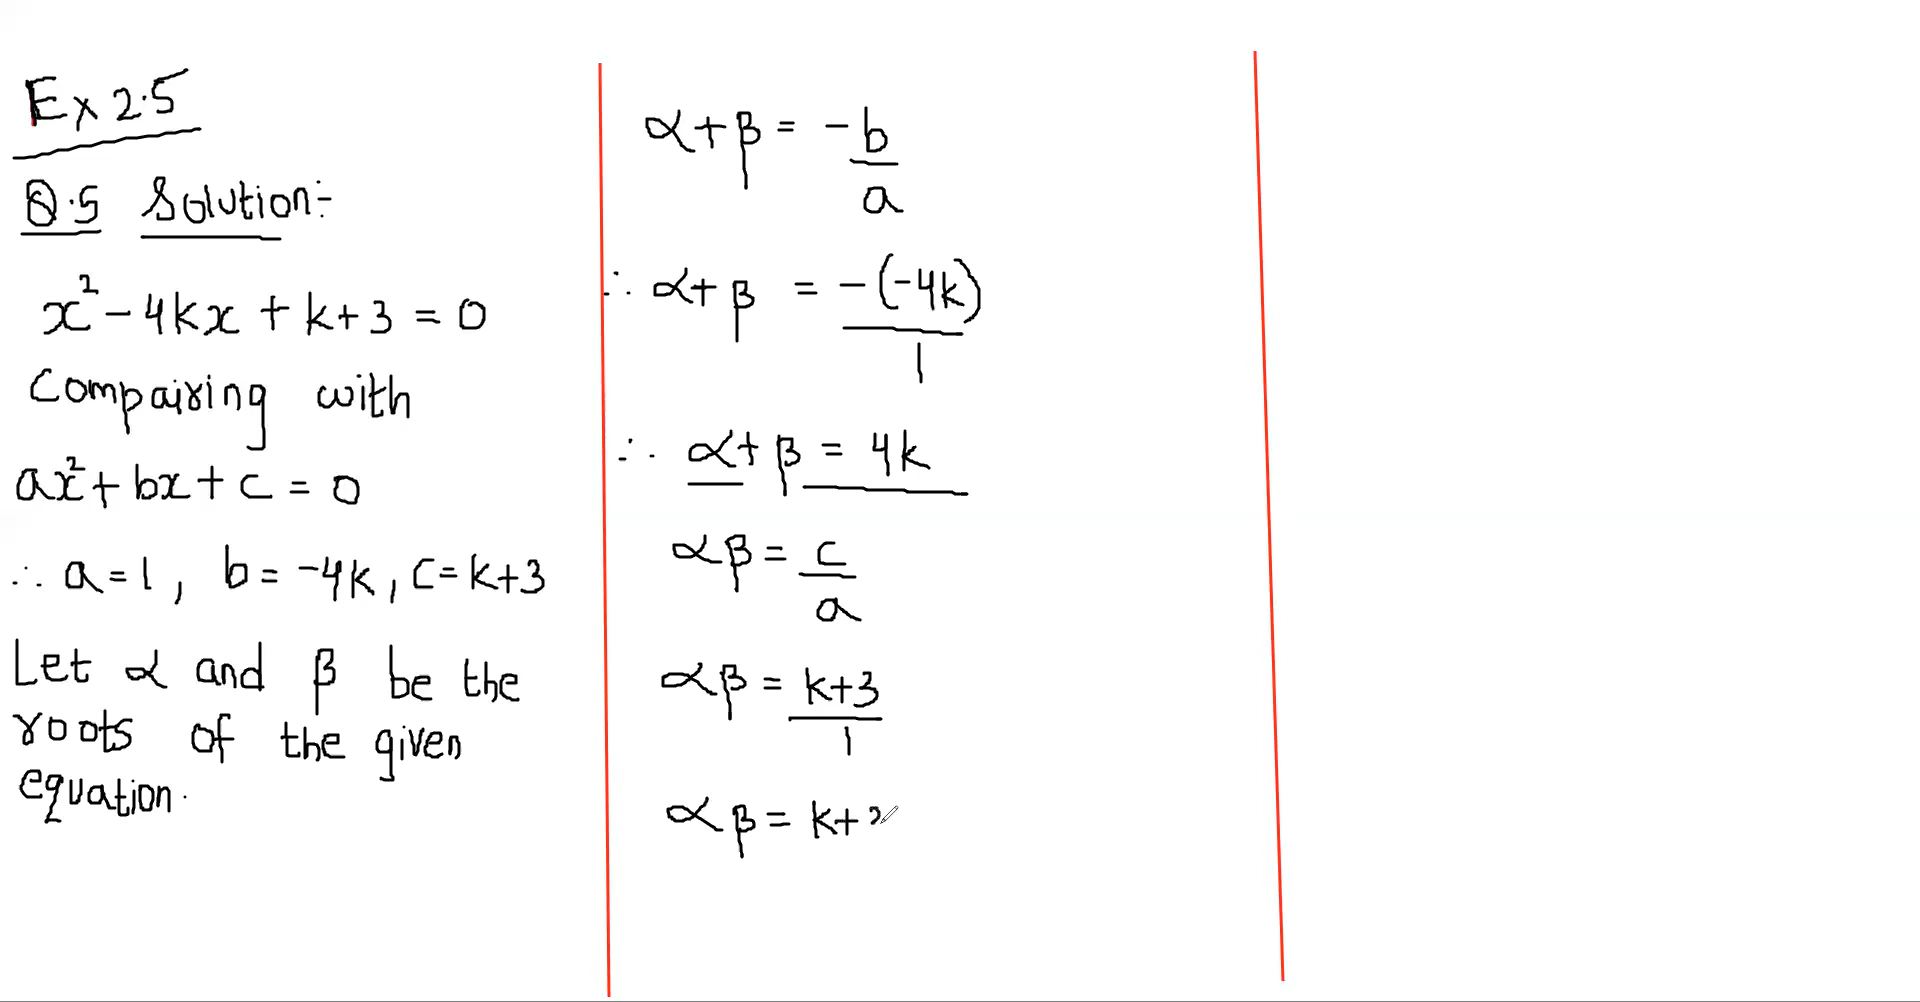 Ex 2.5
Q.5 Solution:-
x² - 4kx + k + 3 = 0
Compairing with
ax² + bx + c = 0
∴ a = 1, b = -4k, c = k+3
Let α and β be the
roots of the given
equation.
α + β = -b/a
∴ α + β = -(-4k)/1
∴ α + β = 4k
αβ = c/a
αβ = k+3/1
αβ = k+